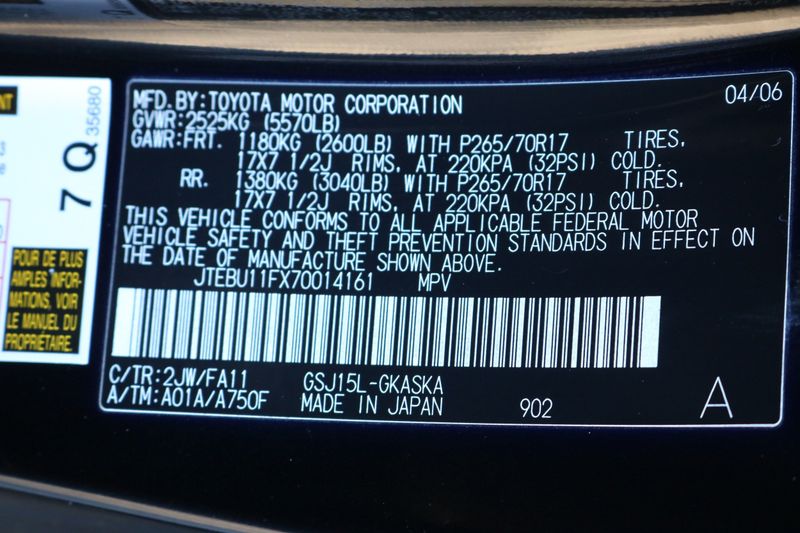 NT
35680
7 Q
POUR DE PLUS
AMPLES INFOR-
MATIONS, VOIR
LE MANUEL DU
PROPRIÉTAIRE.
MFD. BY: TOYOTA MOTOR CORPORATION 04/06
GVWR: 2525KG (5570LB)
GAWR: FRT. 1180KG (2600LB) WITH P265/70R17 TIRES,
17X7 1/2J RIMS, AT 220KPA (32PSI) COLD.
RR. 1380KG (3040LB) WITH P265/70R17 TIRES,
17X7 1/2J RIMS, AT 220KPA (32PSI) COLD.
THIS VEHICLE CONFORMS TO ALL APPLICABLE FEDERAL MOTOR
VEHICLE SAFETY AND THEFT PREVENTION STANDARDS IN EFFECT ON
THE DATE OF MANUFACTURE SHOWN ABOVE.
JTEBU11FX70014161 MPV
C/TR: 2JW/FA11 GSJ15L-GKASKA
A/TM: A01A/A750F MADE IN JAPAN 902 A